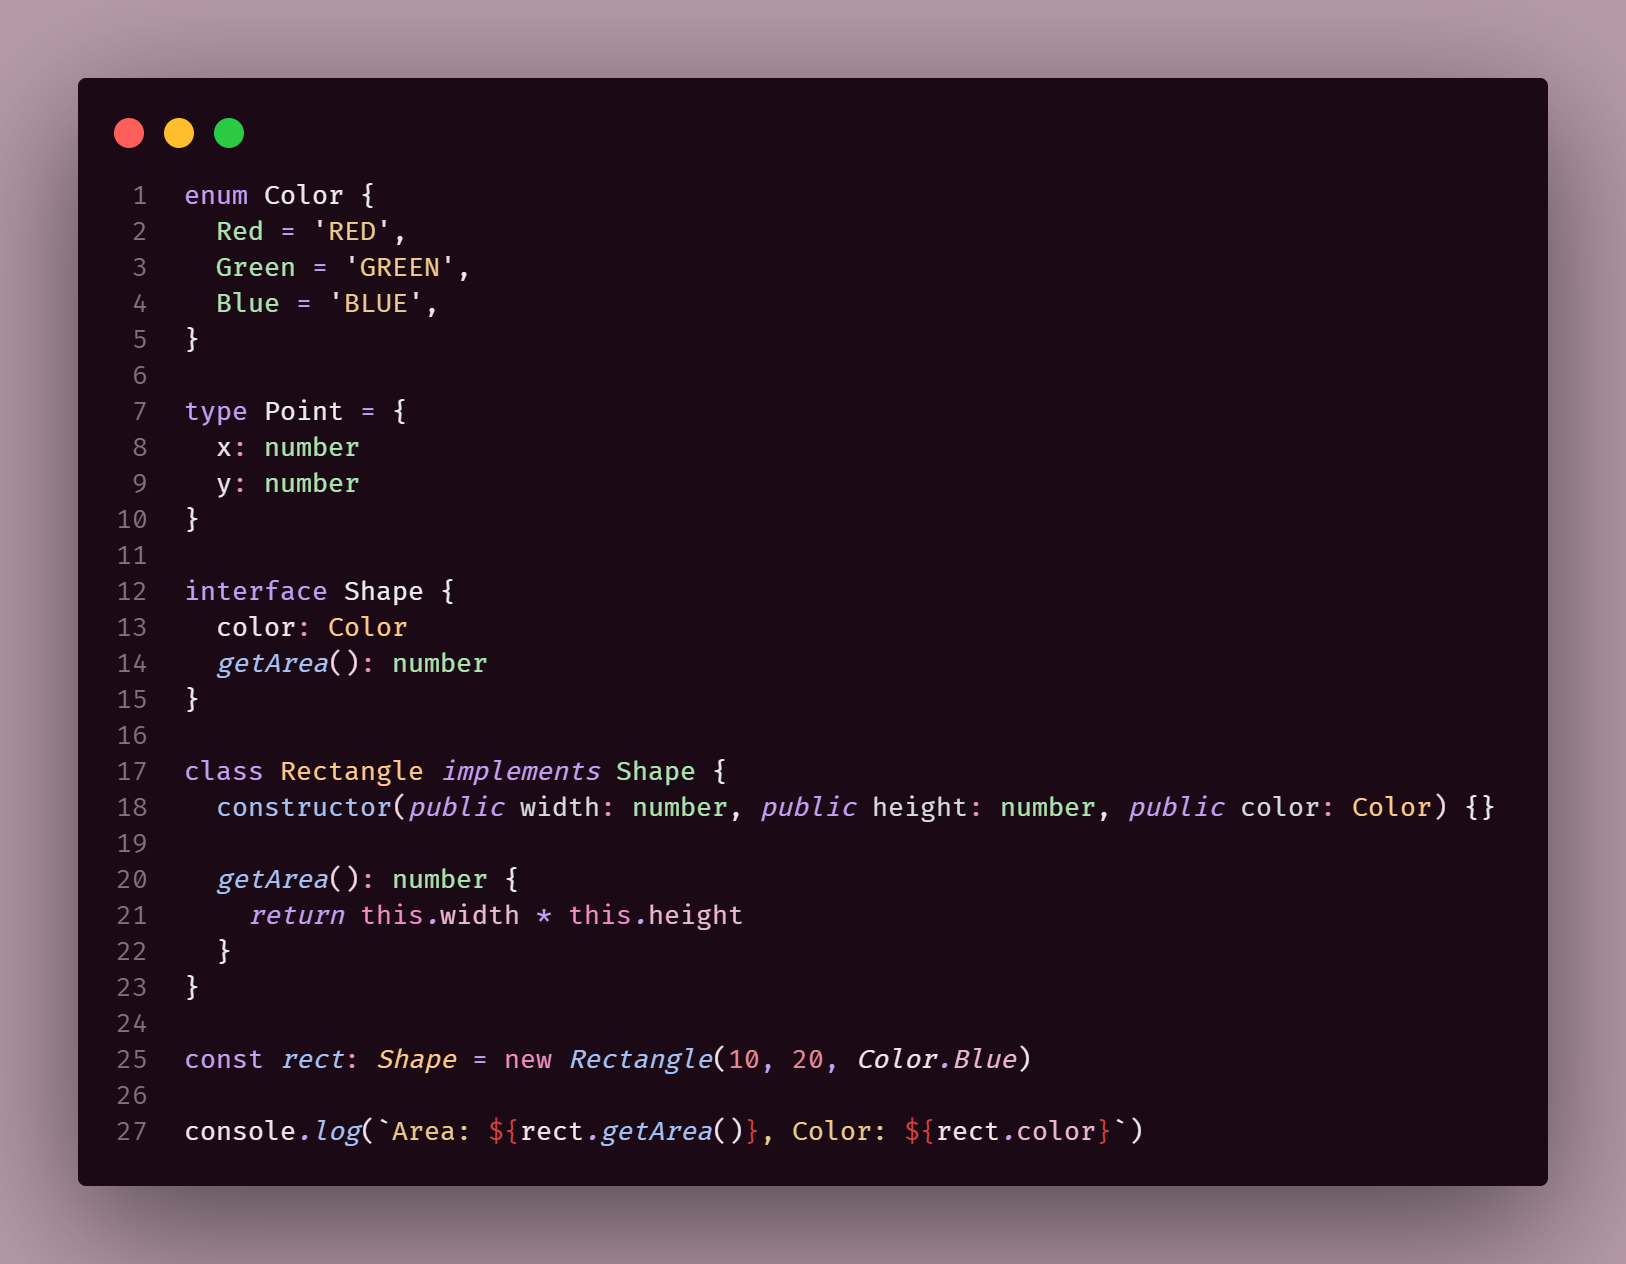 1 enum Color {
2   Red = 'RED',
3   Green = 'GREEN',
4   Blue = 'BLUE',
5 }
6
7 type Point = {
8   x: number
9   y: number
10 }
11
12 interface Shape {
13   color: Color
14   getArea(): number
15 }
16
17 class Rectangle implements Shape {
18   constructor(public width: number, public height: number, public color: Color) {}
19
20   getArea(): number {
21     return this.width * this.height
22   }
23 }
24
25 const rect: Shape = new Rectangle(10, 20, Color.Blue)
26
27 console.log(`Area: ${rect.getArea()}, Color: ${rect.color}`)